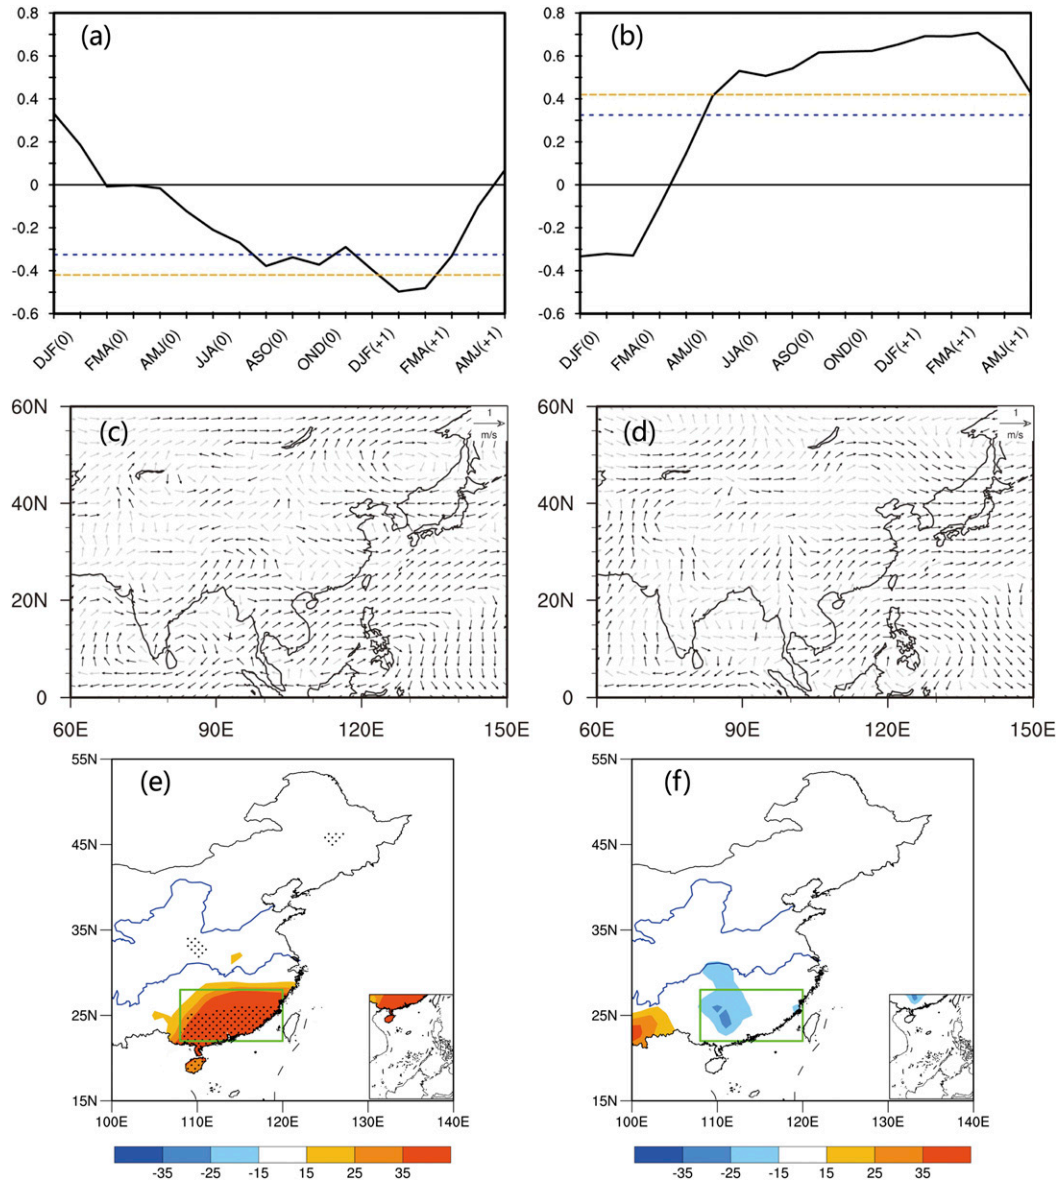 (a)
0.8
0.6
0.4
0.2
0
-0.2
-0.4
-0.6
DJF(0)
FMA(0)
AMJ(0)
JJA(0)
ASO(0)
OND(0)
DJF(+1)
FMA(+1)
AMJ(+1)
(b)
0.8
0.6
0.4
0.2
0
-0.2
-0.4
-0.6
DJF(0)
FMA(0)
AMJ(0)
JJA(0)
ASO(0)
OND(0)
DJF(+1)
FMA(+1)
AMJ(+1)
(c)
1
m/s
60N
40N
20N
0
60E
90E
120E
150E
(d)
1
m/s
60N
40N
20N
0
60E
90E
120E
150E
(e)
55N
45N
35N
25N
15N
100E
110E
120E
130E
140E
-35
-25
-15
15
25
35
(f)
55N
45N
35N
25N
15N
100E
110E
120E
130E
140E
-35
-25
-15
15
25
35